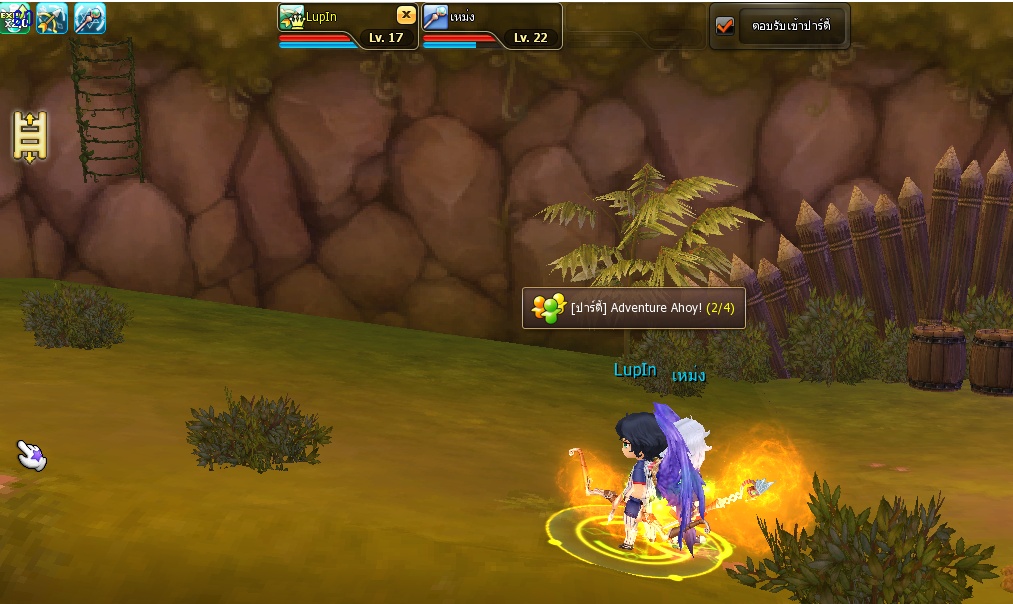 LupIn
Lv. 17
เหม่ง
Lv. 22
ตอบรับเข้าปาร์ตี้
[ปาร์ตี้] Adventure Ahoy! (2/4)
LupIn
เหม่ง